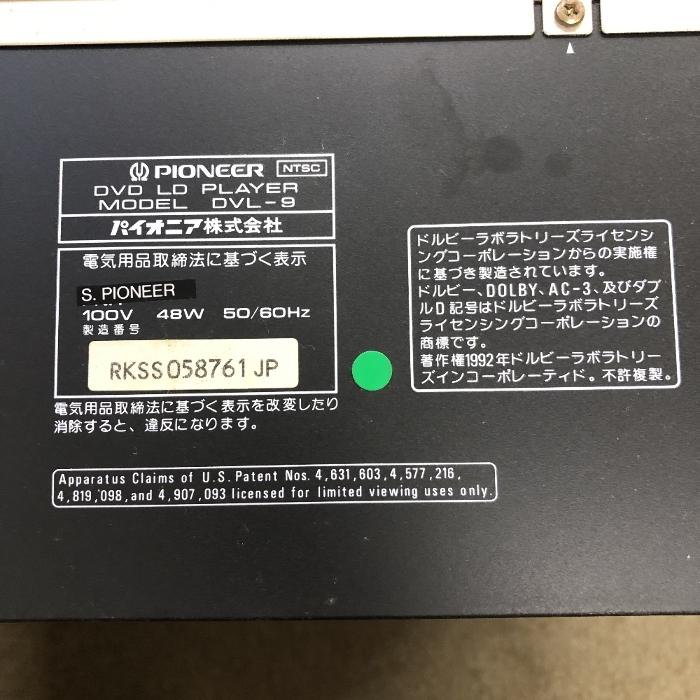 PIONEER NTSC
DVD LD PLAYER
MODEL DVL-9
パイオニア株式会社
電気用品取締法に基づく表示
S. PIONEER
100V 48W 50/60Hz
製造番号
RKSS058761JP
電気用品取締法に基づく表示を改変したり
消除すると、違反になります。
ドルビーラボラトリーズライセンシ
ングコーポレーションからの実施権
に基づき製造されています。
ドルビー、DOLBY、AC-3、及びダブ
ルD記号はドルビーラボラトリーズ
ライセンシングコーポレーションの
商標です。
著作権1992年ドルビーラボラトリー
ズインコーポレーティド。不許複製。
Apparatus Claims of U.S. Patent Nos. 4,631,603, 4,577,216,
4,819,098, and 4,907,093 licensed for limited viewing uses only.